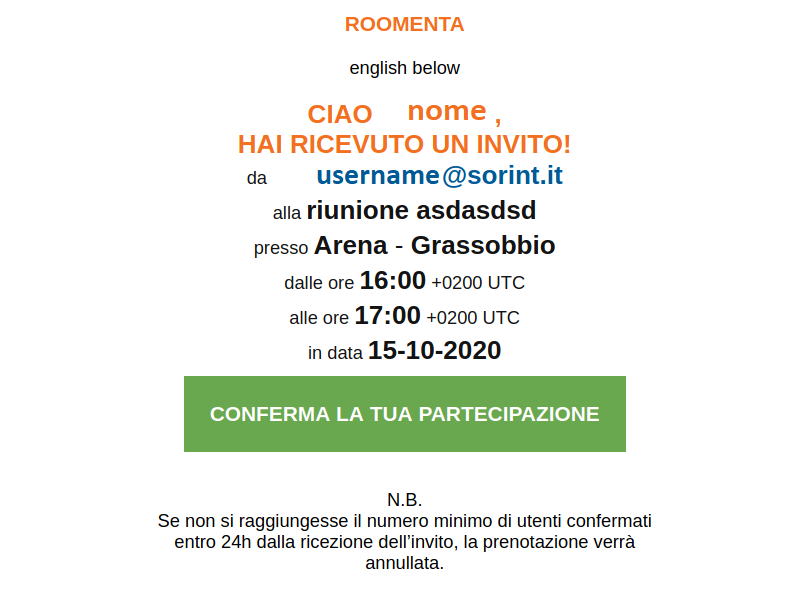 ROOMENTA
english below
CIAO nome ,
HAI RICEVUTO UN INVITO!
da username@sorint.it
alla riunione asdasdsd
presso Arena - Grassobbio
dalle ore 16:00 +0200 UTC
alle ore 17:00 +0200 UTC
in data 15-10-2020
CONFERMA LA TUA PARTECIPAZIONE
N.B.
Se non si raggiungesse il numero minimo di utenti confermati
entro 24h dalla ricezione dell’invito, la prenotazione verrà
annullata.